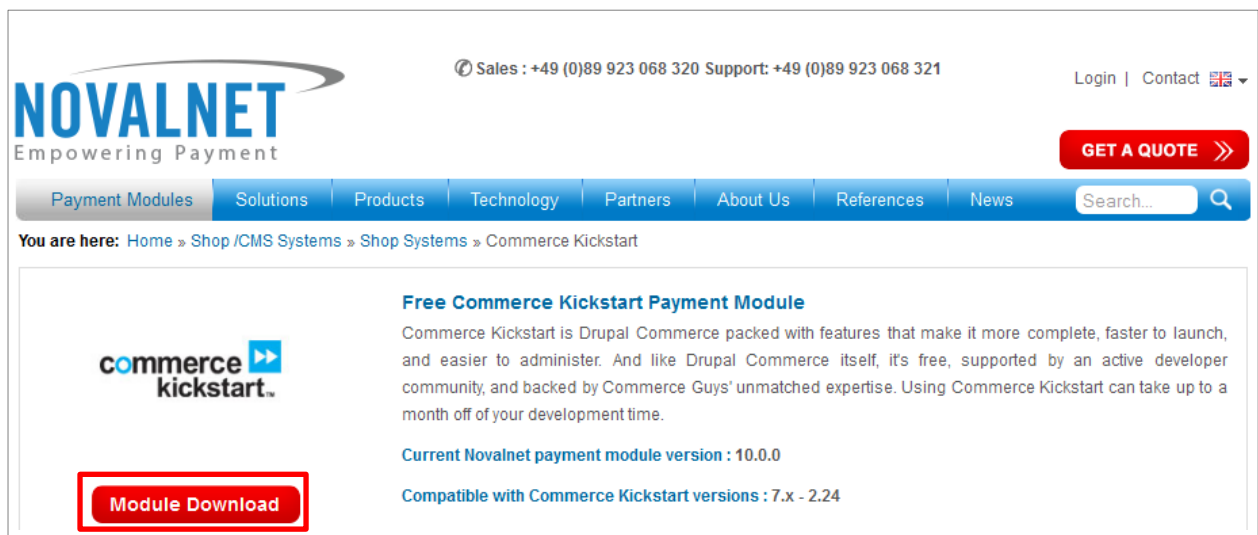 ✆ Sales : +49 (0)89 923 068 320 Support: +49 (0)89 923 068 321
Login | Contact
NOVALNET
Empowering Payment
GET A QUOTE
Payment Modules Solutions Products Technology Partners About Us References News Search...
You are here: Home » Shop /CMS Systems » Shop Systems » Commerce Kickstart
commerce
kickstart™
Free Commerce Kickstart Payment Module
Commerce Kickstart is Drupal Commerce packed with features that make it more complete, faster to launch,
and easier to administer. And like Drupal Commerce itself, it's free, supported by an active developer
community, and backed by Commerce Guys' unmatched expertise. Using Commerce Kickstart can take up to a
month off of your development time.
Current Novalnet payment module version : 10.0.0
Compatible with Commerce Kickstart versions : 7.x - 2.24
Module Download